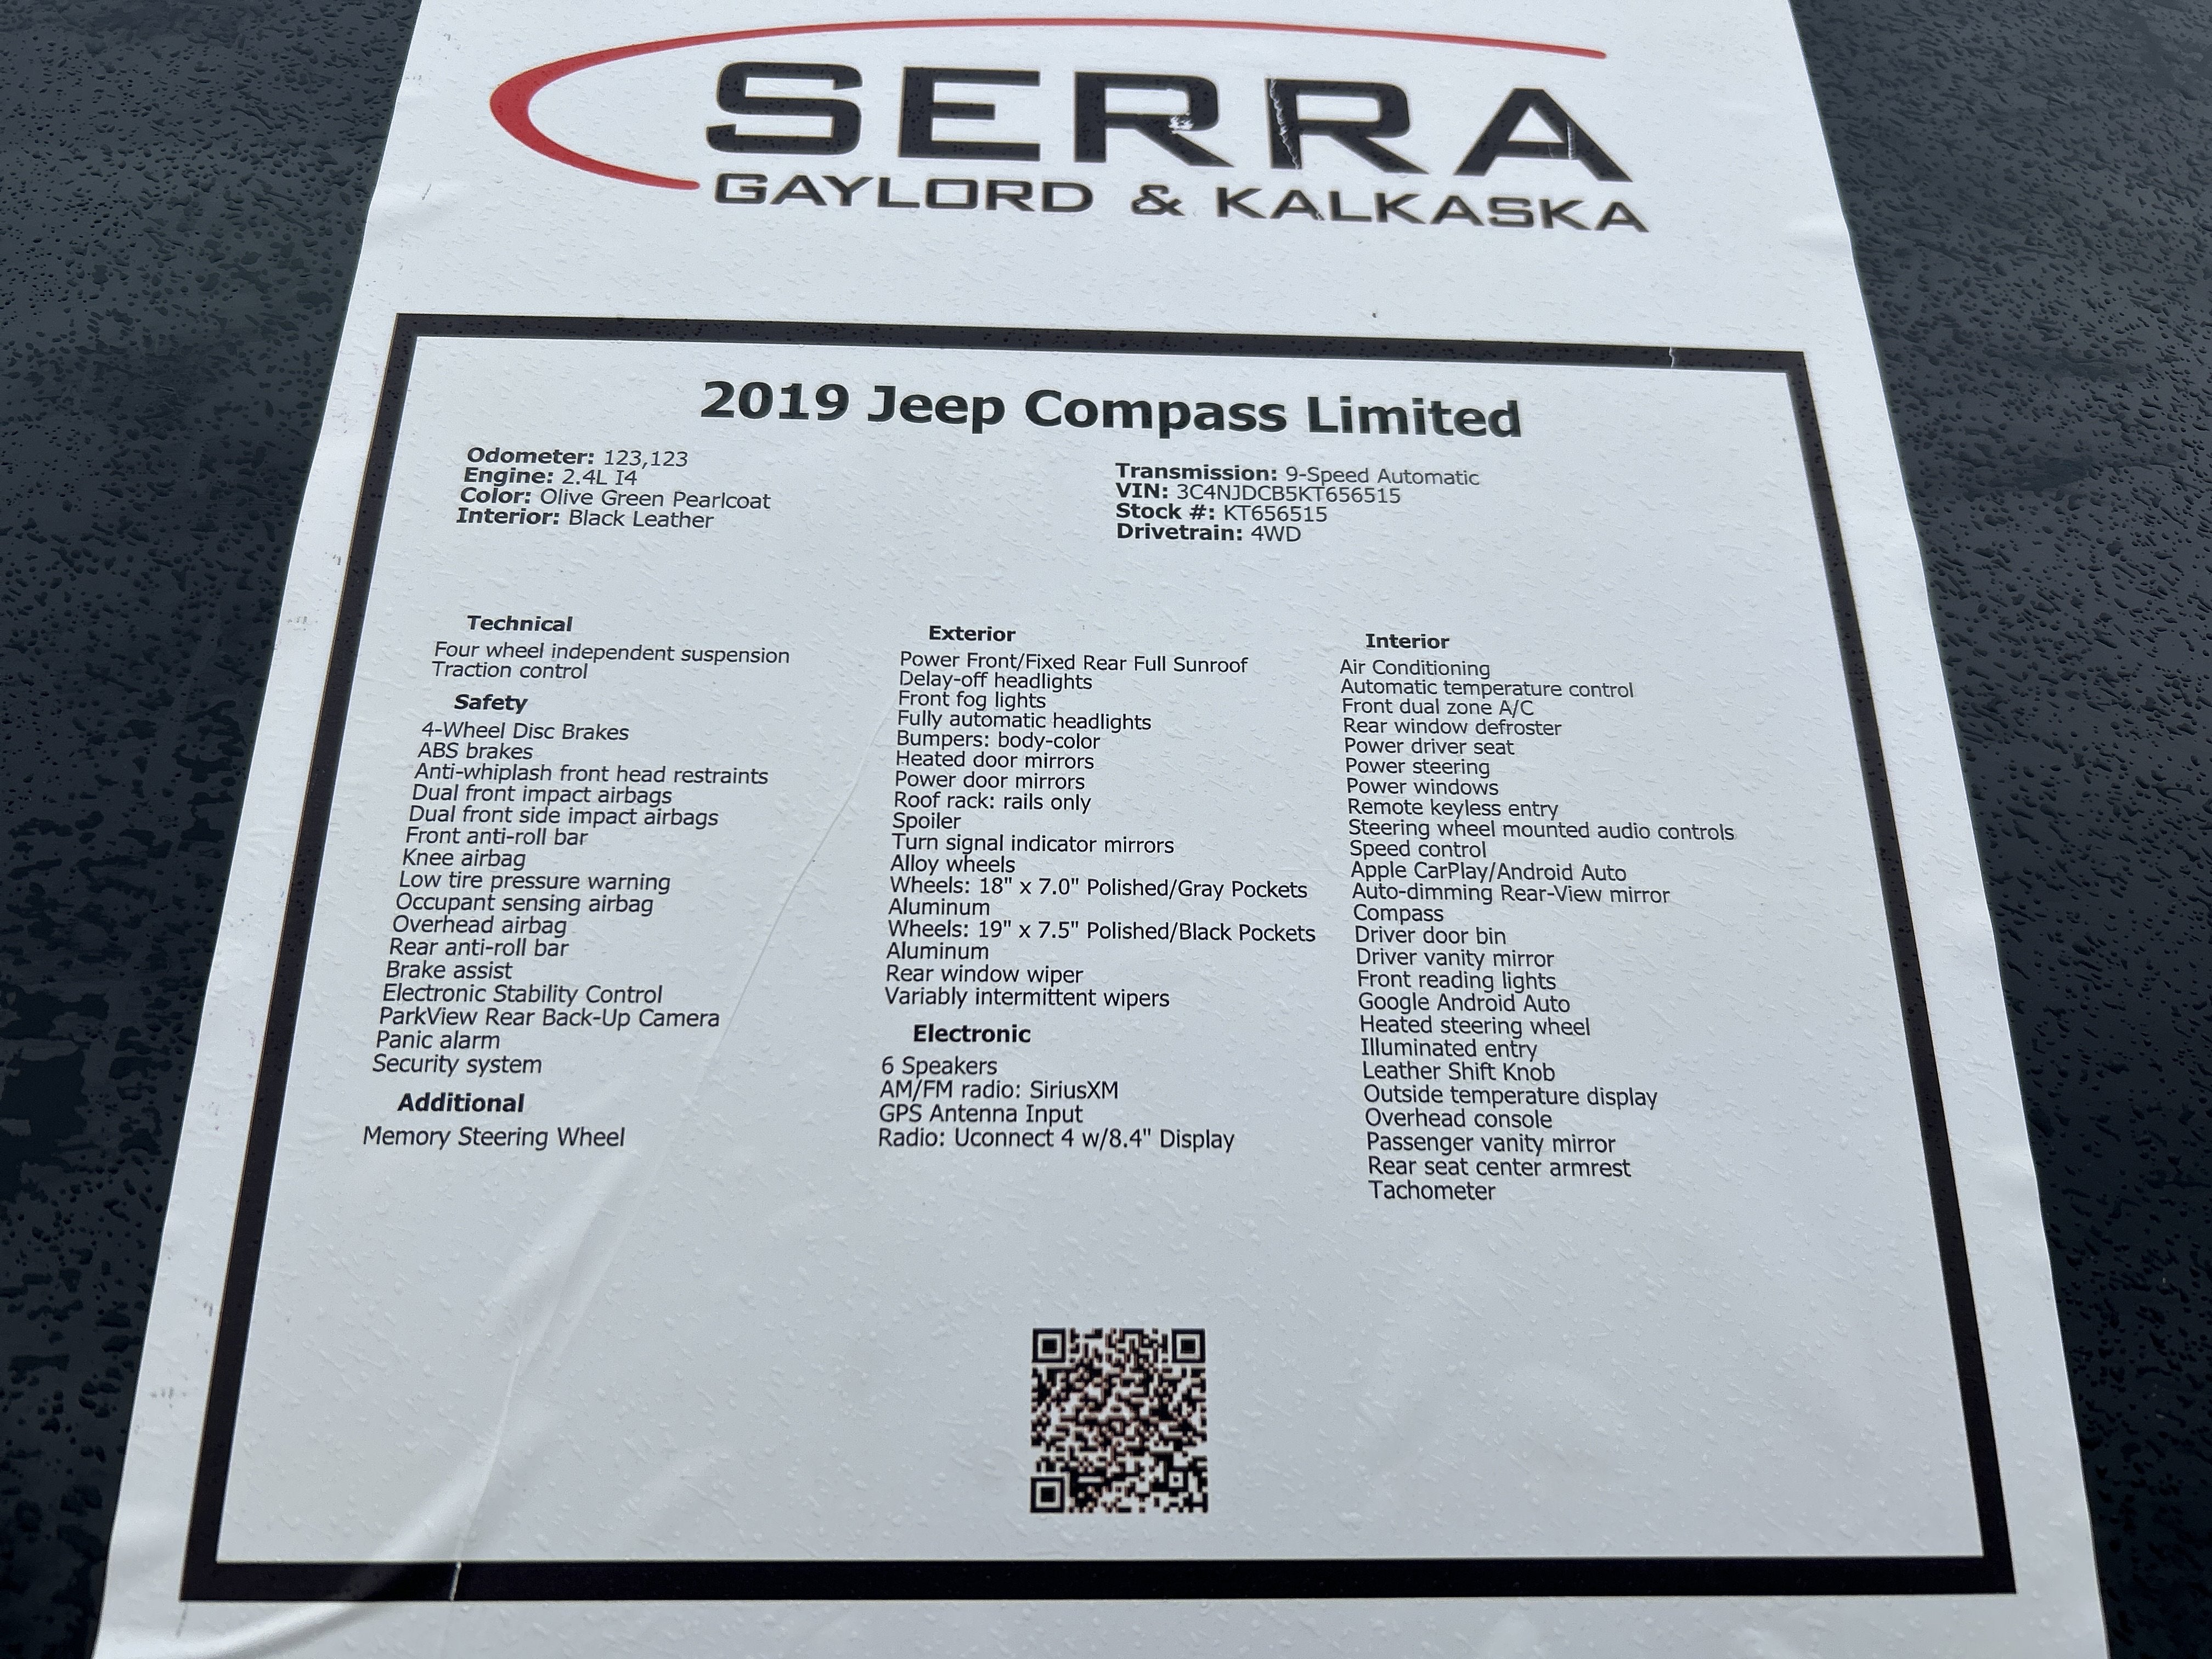 SERRA
GAYLORD & KALKASKA
2019 Jeep Compass Limited
Odometer: 123,123
Engine: 2.4L I4
Color: Olive Green Pearlcoat
Interior: Black Leather
Transmission: 9-Speed Automatic
VIN: 3C4NJDCB5KT656515
Stock #: KT656515
Drivetrain: 4WD
Technical
Four wheel independent suspension
Traction control
Safety
4-Wheel Disc Brakes
ABS brakes
Anti-whiplash front head restraints
Dual front impact airbags
Dual front side impact airbags
Front anti-roll bar
Knee airbag
Low tire pressure warning
Occupant sensing airbag
Overhead airbag
Rear anti-roll bar
Brake assist
Electronic Stability Control
ParkView Rear Back-Up Camera
Panic alarm
Security system
Additional
Memory Steering Wheel
Exterior
Power Front/Fixed Rear Full Sunroof
Delay-off headlights
Front fog lights
Fully automatic headlights
Bumpers: body-color
Heated door mirrors
Power door mirrors
Roof rack: rails only
Spoiler
Turn signal indicator mirrors
Alloy wheels
Wheels: 18" x 7.0" Polished/Gray Pockets
Aluminum
Wheels: 19" x 7.5" Polished/Black Pockets
Aluminum
Rear window wiper
Variably intermittent wipers
Electronic
6 Speakers
AM/FM radio: SiriusXM
GPS Antenna Input
Radio: Uconnect 4 w/8.4" Display
Interior
Air Conditioning
Automatic temperature control
Front dual zone A/C
Rear window defroster
Power driver seat
Power steering
Power windows
Remote keyless entry
Steering wheel mounted audio controls
Speed control
Apple CarPlay/Android Auto
Auto-dimming Rear-View mirror
Compass
Driver door bin
Driver vanity mirror
Front reading lights
Google Android Auto
Heated steering wheel
Illuminated entry
Leather Shift Knob
Outside temperature display
Overhead console
Passenger vanity mirror
Rear seat center armrest
Tachometer